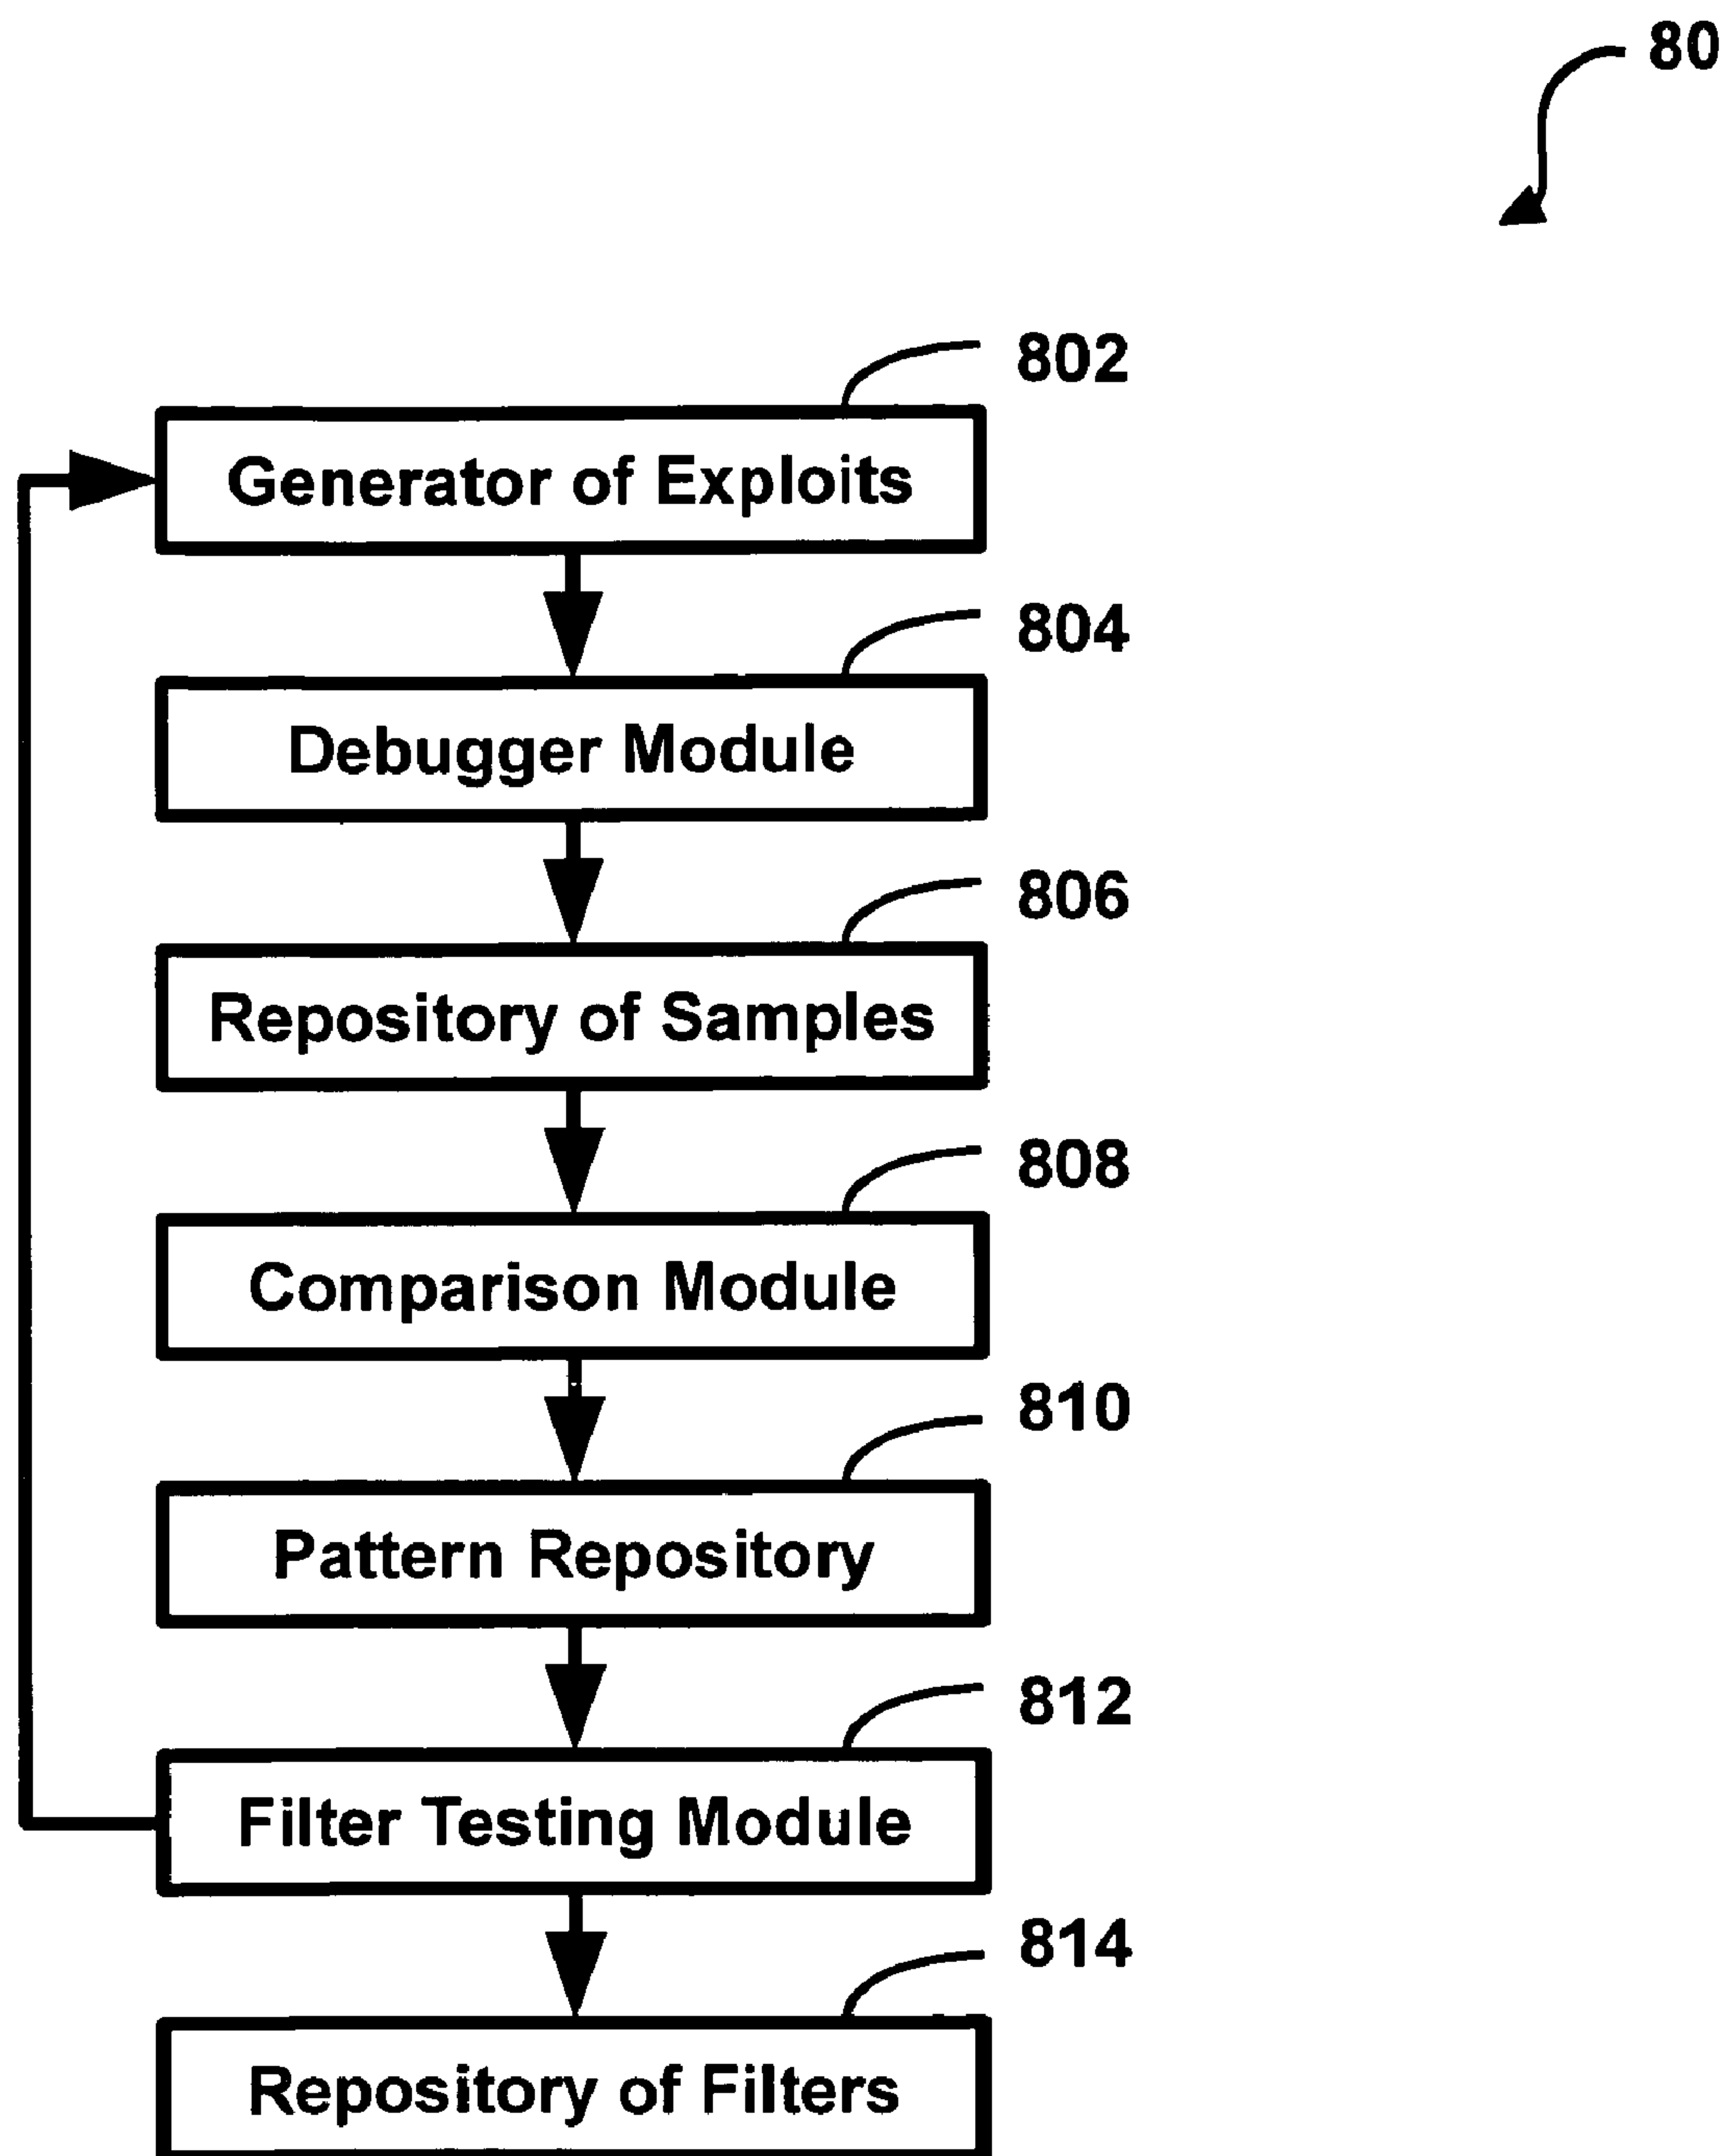 80
802
Generator of Exploits
804
Debugger Module
806
Repository of Samples
808
Comparison Module
810
Pattern Repository
812
Filter Testing Module
814
Repository of Filters